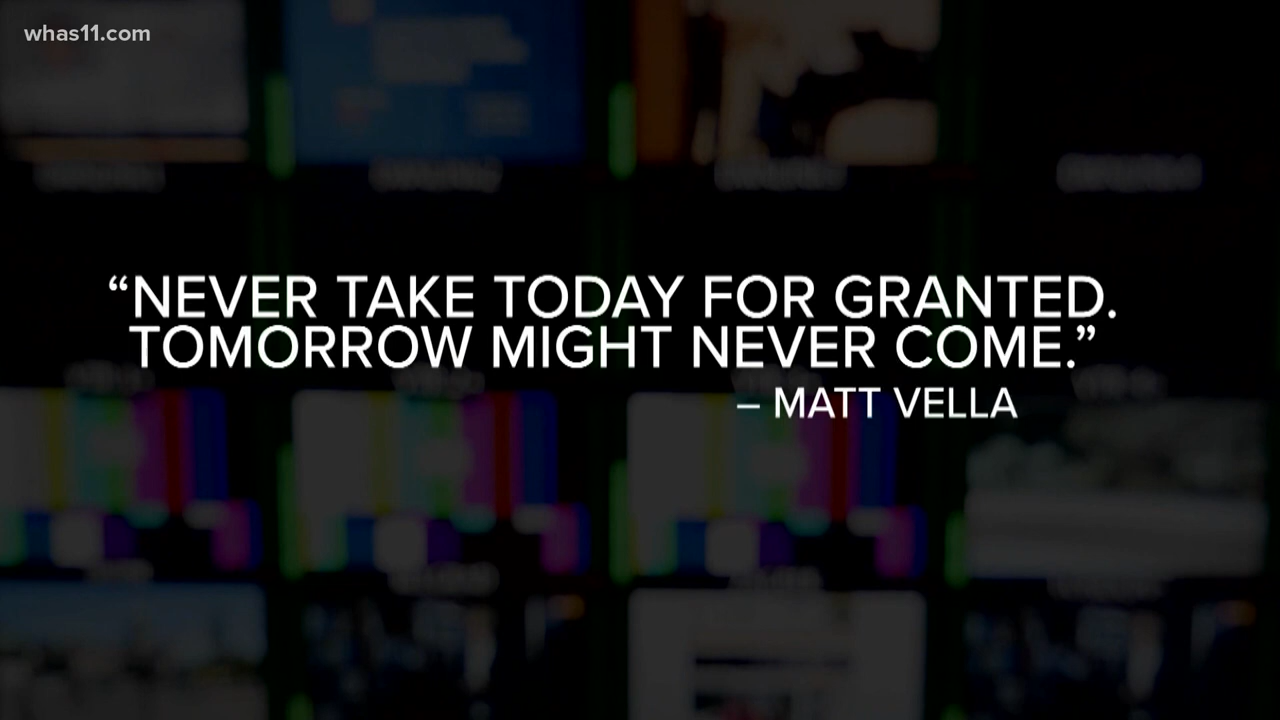 whas11.com
“NEVER TAKE TODAY FOR GRANTED.
TOMORROW MIGHT NEVER COME.”
– MATT VELLA